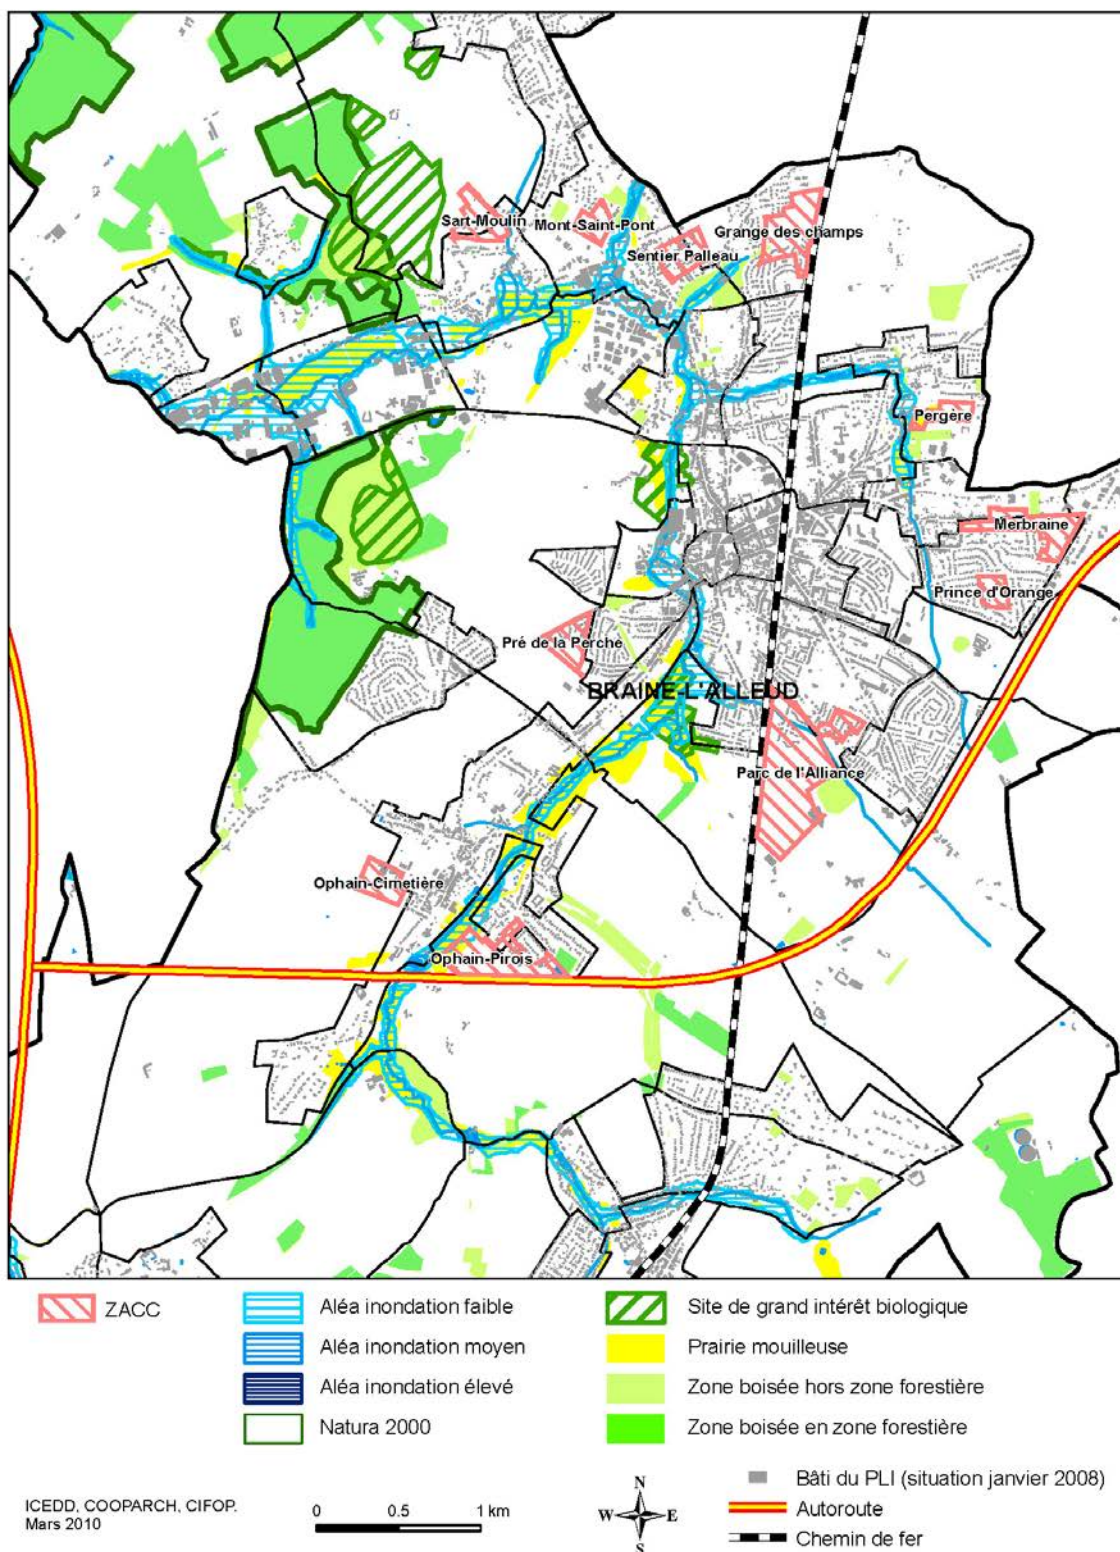 Sart-Moulin
Mont-Saint-Pont
Grange des champs
Sentier Palleau
Pergère
Merbraine
Prince d'Orange
Pré de la Perche
BRAINE-L'ALLEUD
Parc de l'Alliance
Ophain-Cimetière
Ophain-Pirois
ZACC
Aléa inondation faible
Aléa inondation moyen
Aléa inondation élevé
Natura 2000
Site de grand intérêt biologique
Prairie mouilleuse
Zone boisée hors zone forestière
Zone boisée en zone forestière
ICEDD, COOPARCH, CIFOP.
Mars 2010
0 0.5 1 km
N
W E
S
Bâti du PLI (situation janvier 2008)
Autoroute
Chemin de fer